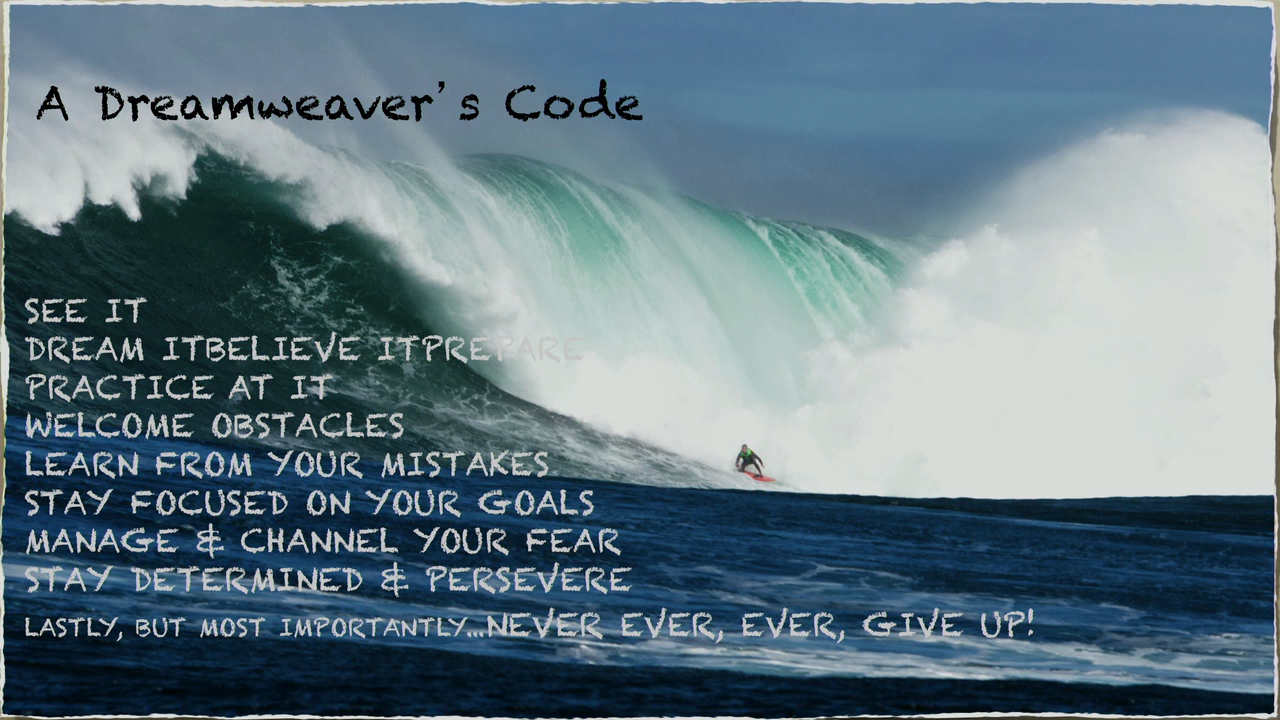 A Dreamweaver's Code
SEE IT
DREAM ITBELIEVE ITPREPARE
PRACTICE AT IT
WELCOME OBSTACLES
LEARN FROM YOUR MISTAKES
STAY FOCUSED ON YOUR GOALS
MANAGE & CHANNEL YOUR FEAR
STAY DETERMINED & PERSEVERE
LASTLY, BUT MOST IMPORTANTLY...NEVER EVER, EVER, GIVE UP!